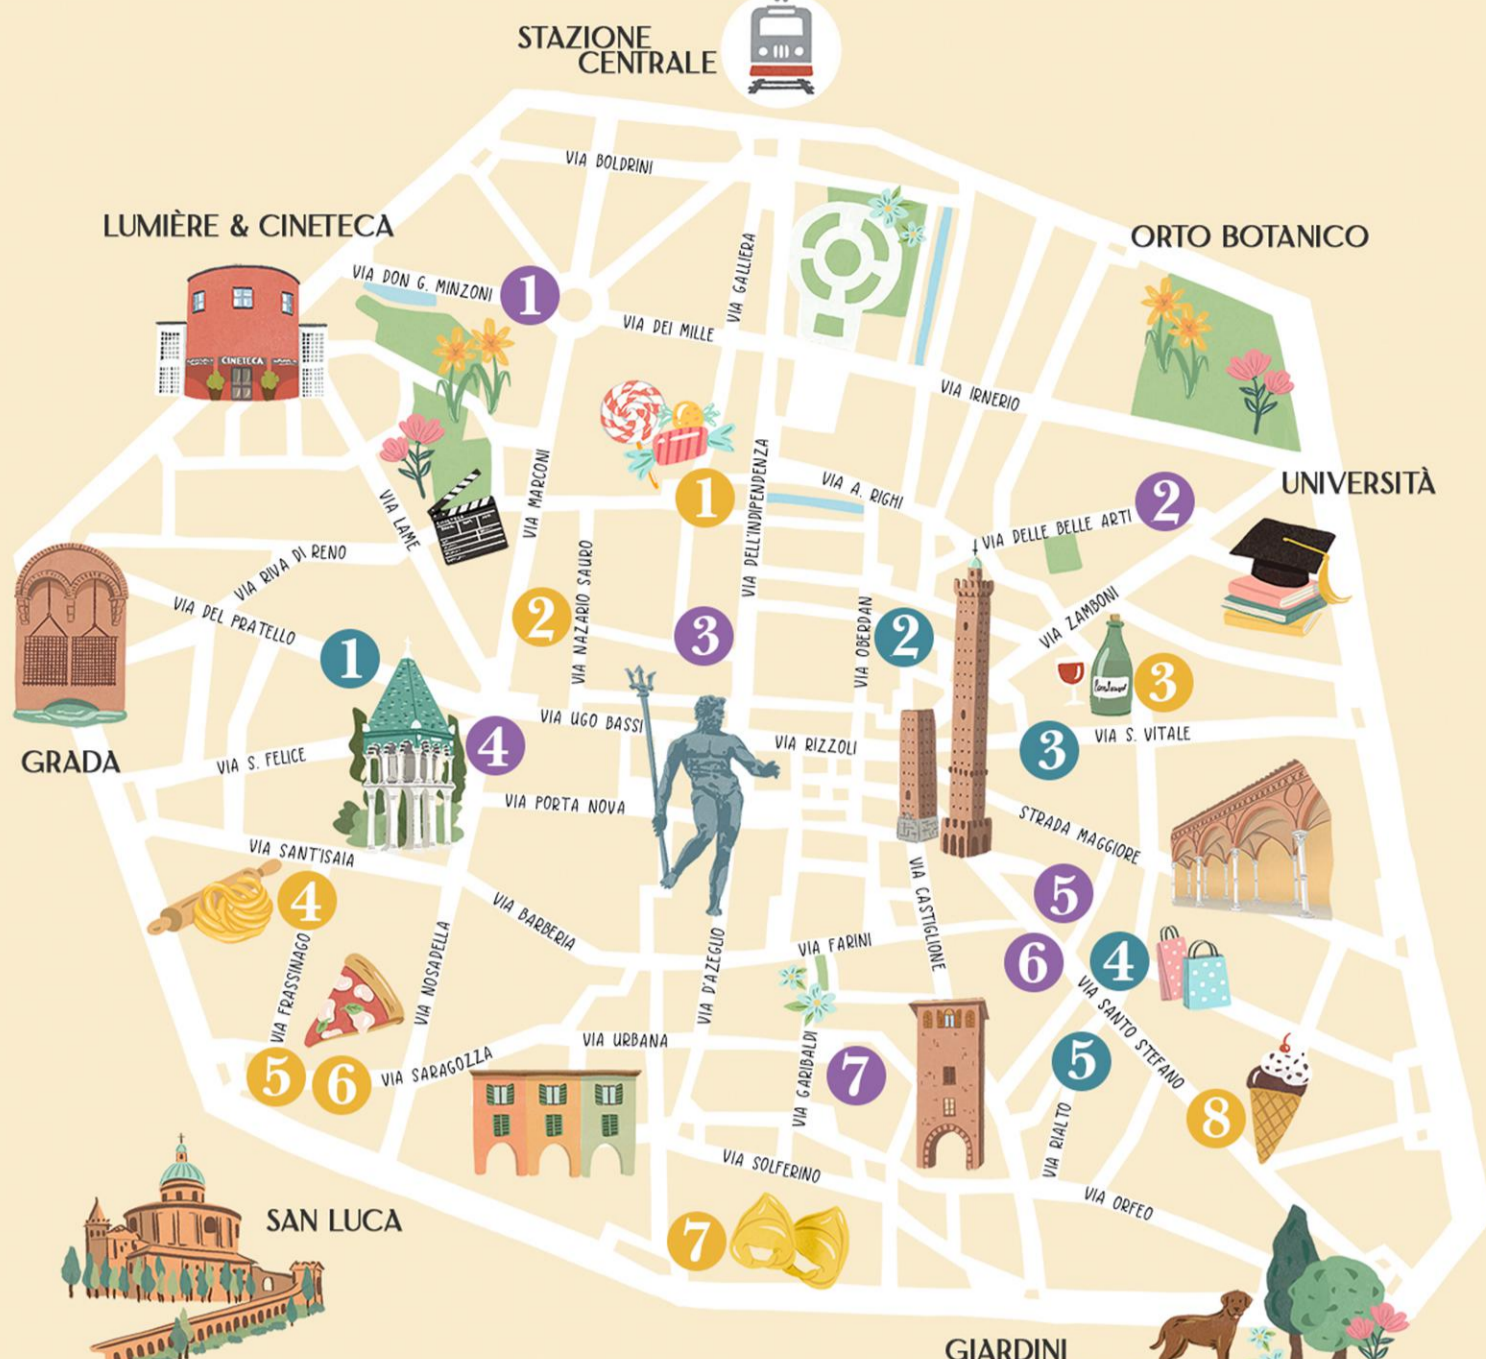 STAZIONE
CENTRALE
VIA BOLDRINI
LUMIÈRE & CINETECA
ORTO BOTANICO
VIA GALLIERA
VIA DON G. MINZONI
1
VIA DEI MILLE
CINETECA
VIA IRNERIO
VIA MARCONI
1
VIA DELL'INDIPENDENZA
VIA A. RIGHI
UNIVERSITÀ
2
VIA DELLE BELLE ARTI
VIA LAME
VIA RIVA DI RENO
VIA DEL PRATELLO
2
VIA NAZARIO SAURO
3
VIA OBERDAN
2
VIA ZAMBONI
1
3
GRADA
VIA S. FELICE
4
VIA UGO BASSI
VIA RIZZOLI
3
VIA S. VITALE
VIA PORTA NOVA
STRADA MAGGIORE
VIA SANT'ISAIA
4
VIA BARBERIA
VIA CASTIGLIONE
5
VIA FRASSINAGO
VIA NOSADELLA
VIA D'AZEGLIO
VIA FARINI
6
4
VIA SANTO STEFANO
VIA URBANA
VIA GARIBALDI
7
5
5
6
VIA SARAGOZZA
8
VIA RIALTO
VIA SOLFERINO
VIA ORFEO
SAN LUCA
7
GIARDINI